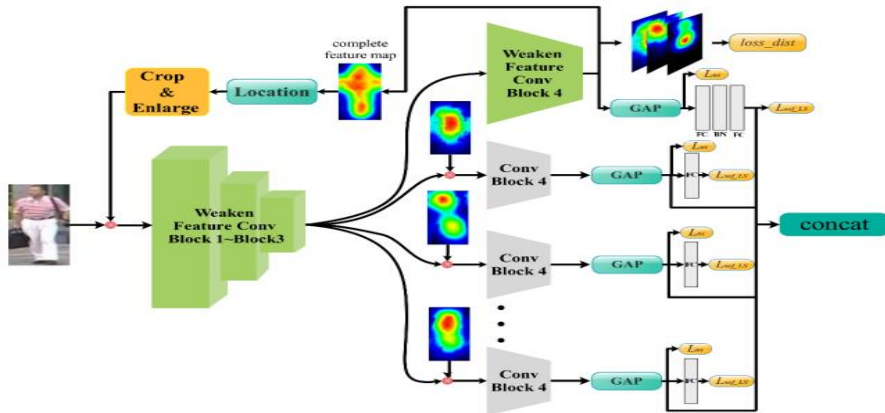 complete
feature map
Weaken
Feature
Conv
Block 4
loss_dist
Crop
&
Enlarge
Location
GAP
FC BN FC
Weaken
Feature Conv
Block 1~Block3
Conv
Block 4
GAP
FC
concat
Conv
Block 4
GAP
FC
Conv
Block 4
GAP
FC